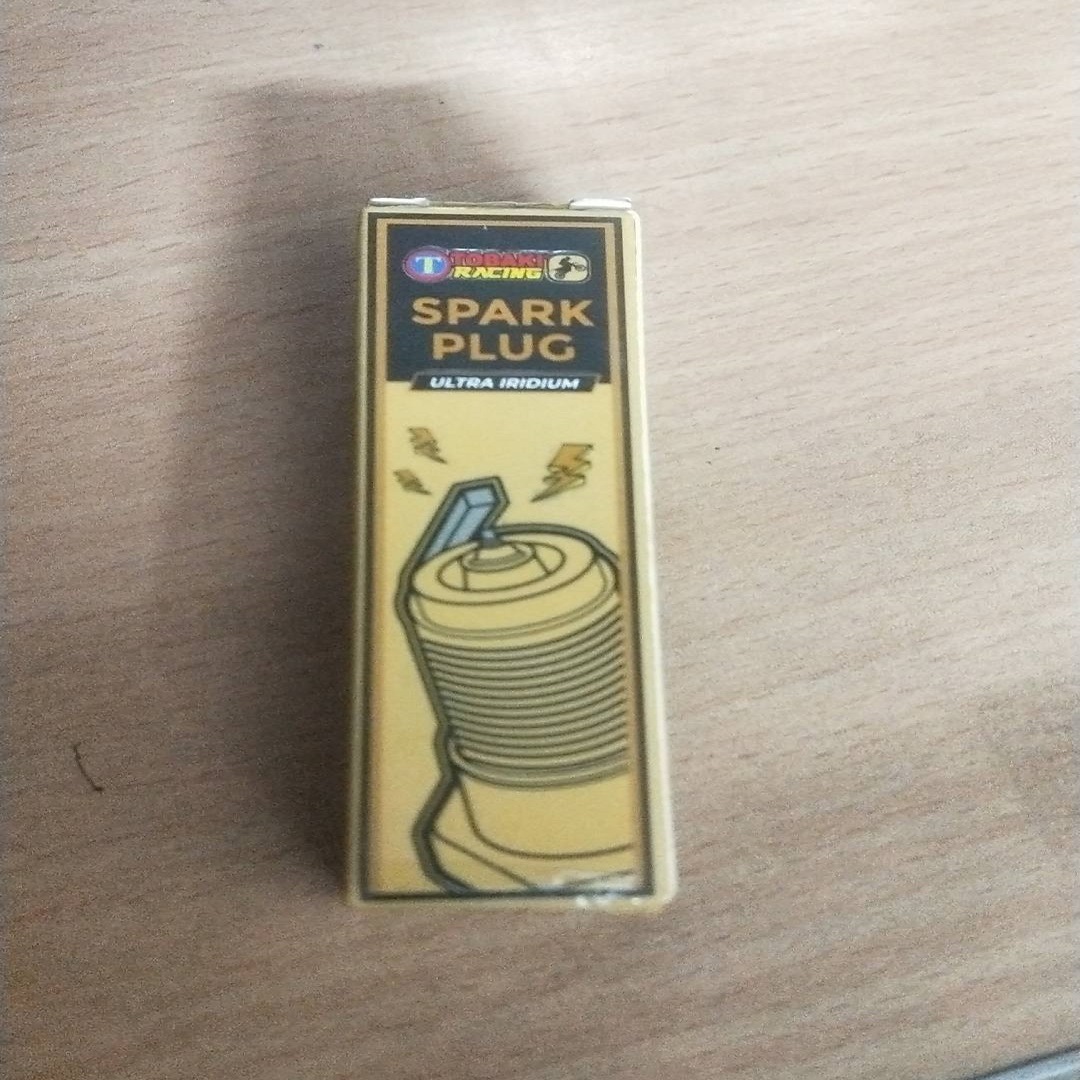 T TOBAKI
RACING
SPARK
PLUG
ULTRA IRIDIUM